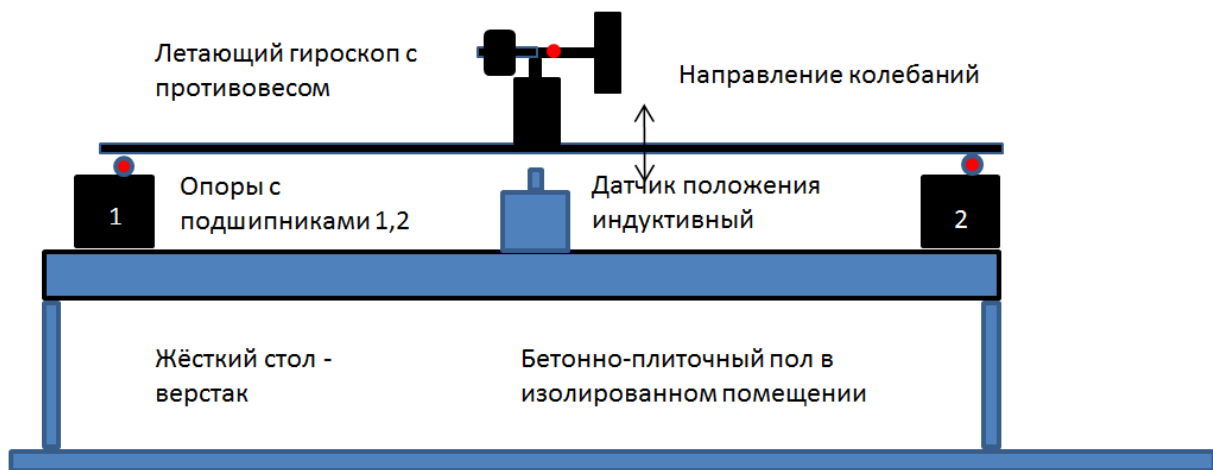 Летающий гироскоп с
противовесом
Направление колебаний
Опоры с
подшипниками 1,2
Датчик положения
индуктивный
1
2
Жёсткий стол -
верстак
Бетонно-плиточный пол в
изолированном помещении